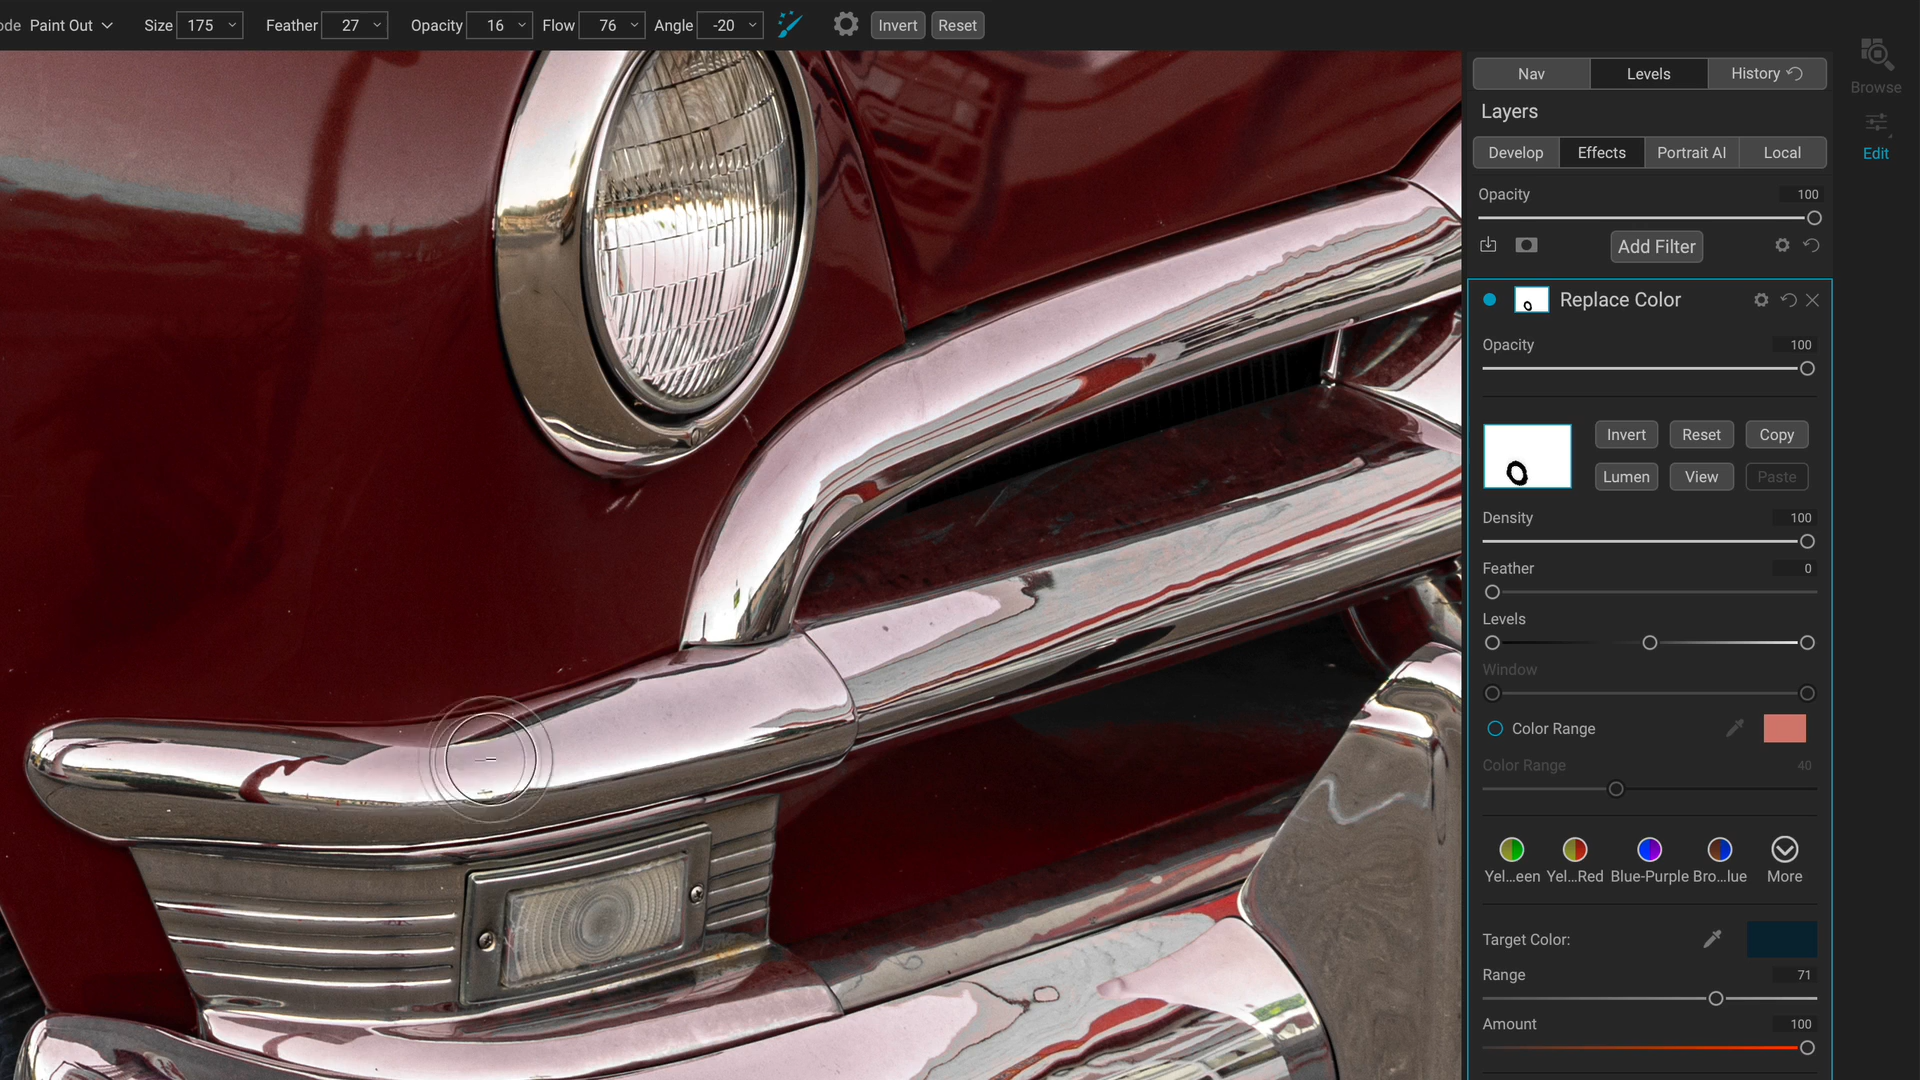 ode Paint Out Size 175 Feather 27 Opacity 16 Flow 76 Angle -20 Invert Reset
Nav Levels History
Browse
Layers
Edit
Develop Effects Portrait AI Local
Opacity 100
Add Filter
Replace Color
Opacity 100
Invert Reset Copy
Lumen View Paste
Density 100
Feather 0
Levels
Window
Color Range
Color Range 40
Yel...een Yel...Red Blue-Purple Bro...lue More
Target Color:
Range 71
Amount 100